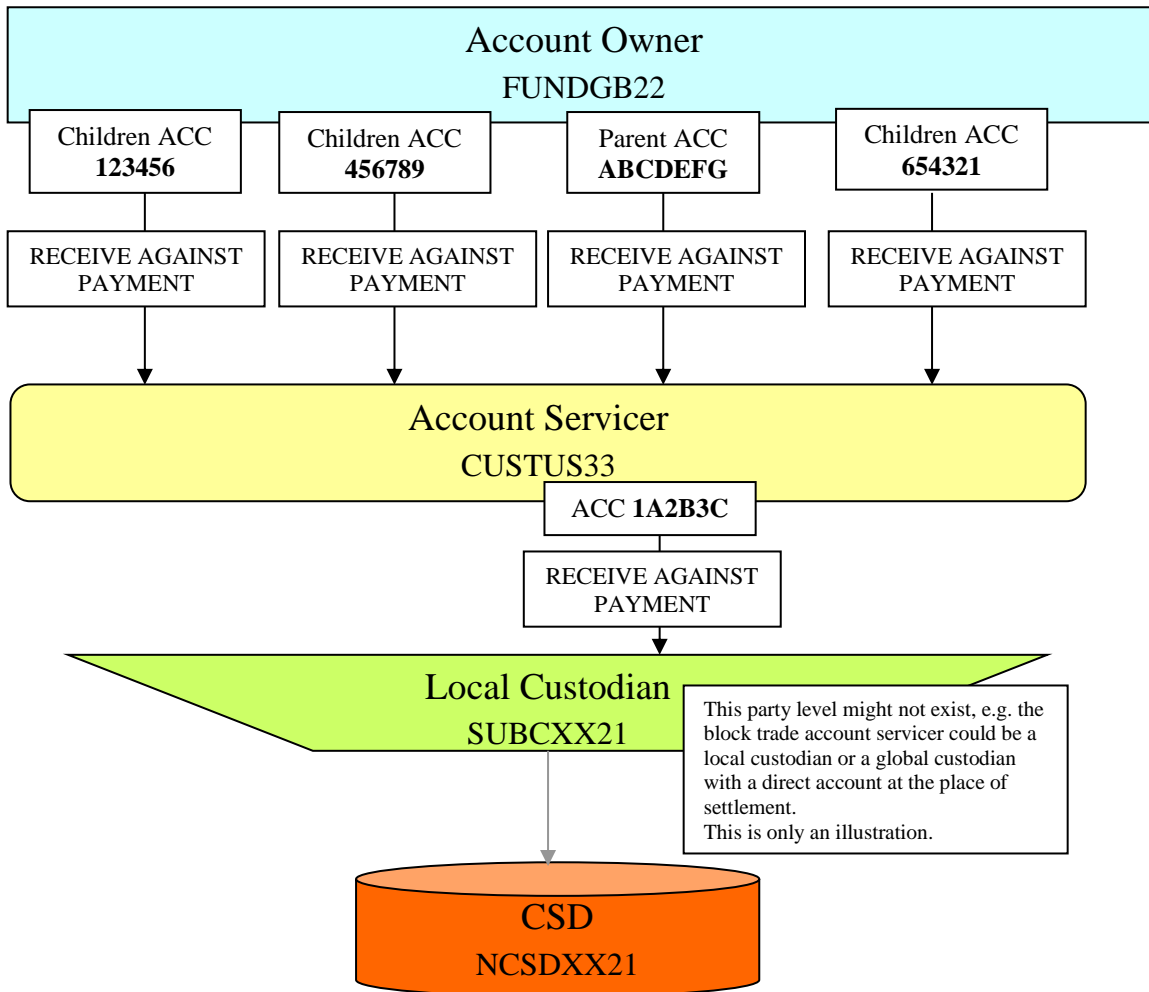 Account Owner
FUNDGB22
Children ACC
123456
Children ACC
456789
Parent ACC
ABCDEFG
Children ACC
654321
RECEIVE AGAINST
PAYMENT
RECEIVE AGAINST
PAYMENT
RECEIVE AGAINST
PAYMENT
RECEIVE AGAINST
PAYMENT
Account Servicer
CUSTUS33
ACC 1A2B3C
RECEIVE AGAINST
PAYMENT
Local Custodian
SUBCXX21
This party level might not exist, e.g. the
block trade account servicer could be a
local custodian or a global custodian
with a direct account at the place of
settlement.
This is only an illustration.
CSD
NCSDXX21